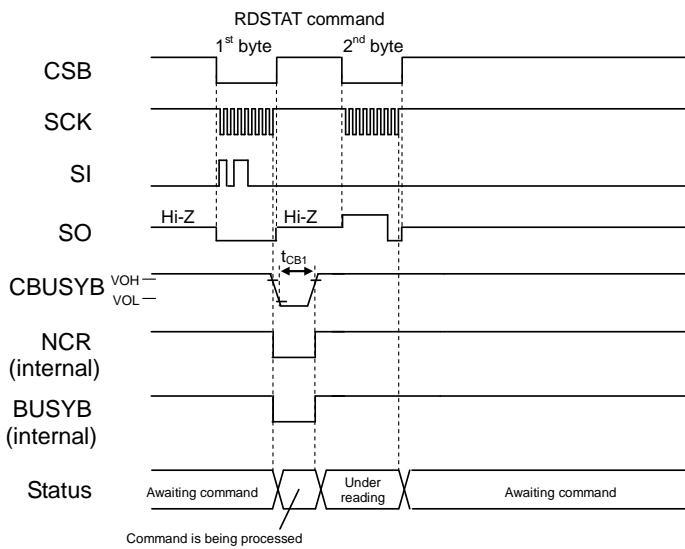 RDSTAT command
1st byte
2nd byte
CSB
SCK
SI
SO
Hi-Z
Hi-Z
tCB1
CBUSYB
VOH
VOL
NCR
(internal)
BUSYB
(internal)
Status
Awaiting command
Under
reading
Awaiting command
Command is being processed